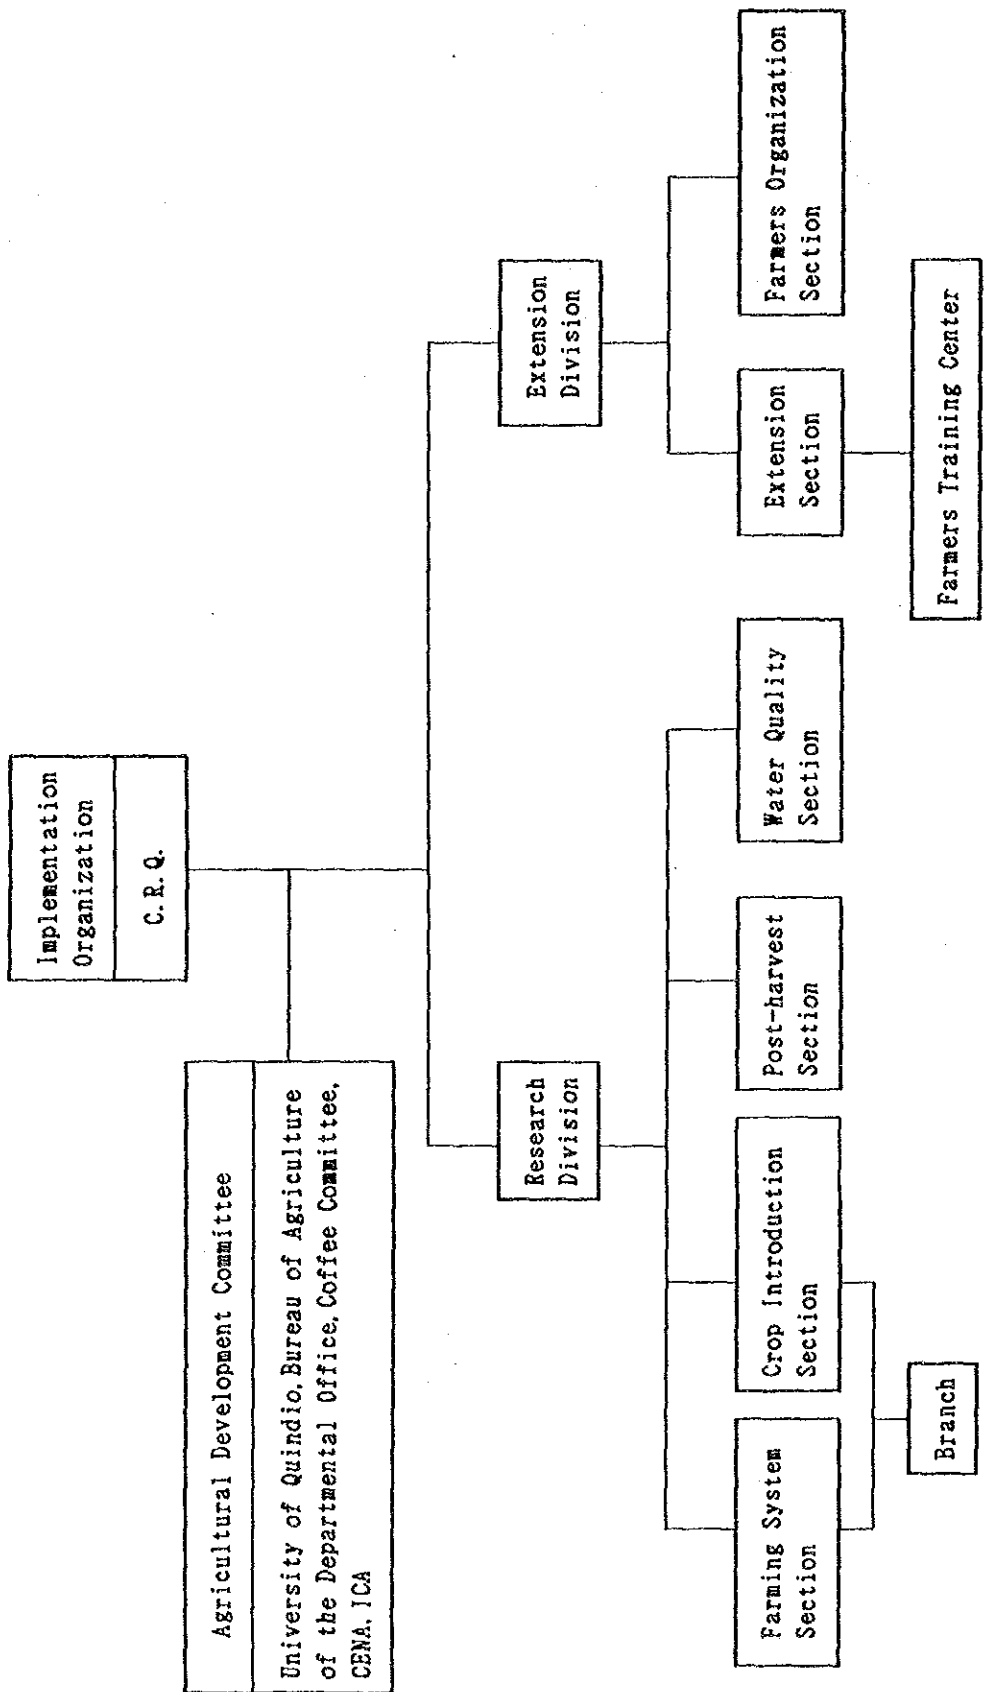 Implementation
Organization
C. R. Q.
Agricultural Development Committee
University of Quindio, Bureau of Agriculture
of the Departmental Office, Coffee Committee,
CENA, ICA
Research
Division
Extension
Division
Farming System
Section
Crop Introduction
Section
Post-harvest
Section
Water Quality
Section
Extension
Section
Farmers Organization
Section
Branch
Farmers Training Center